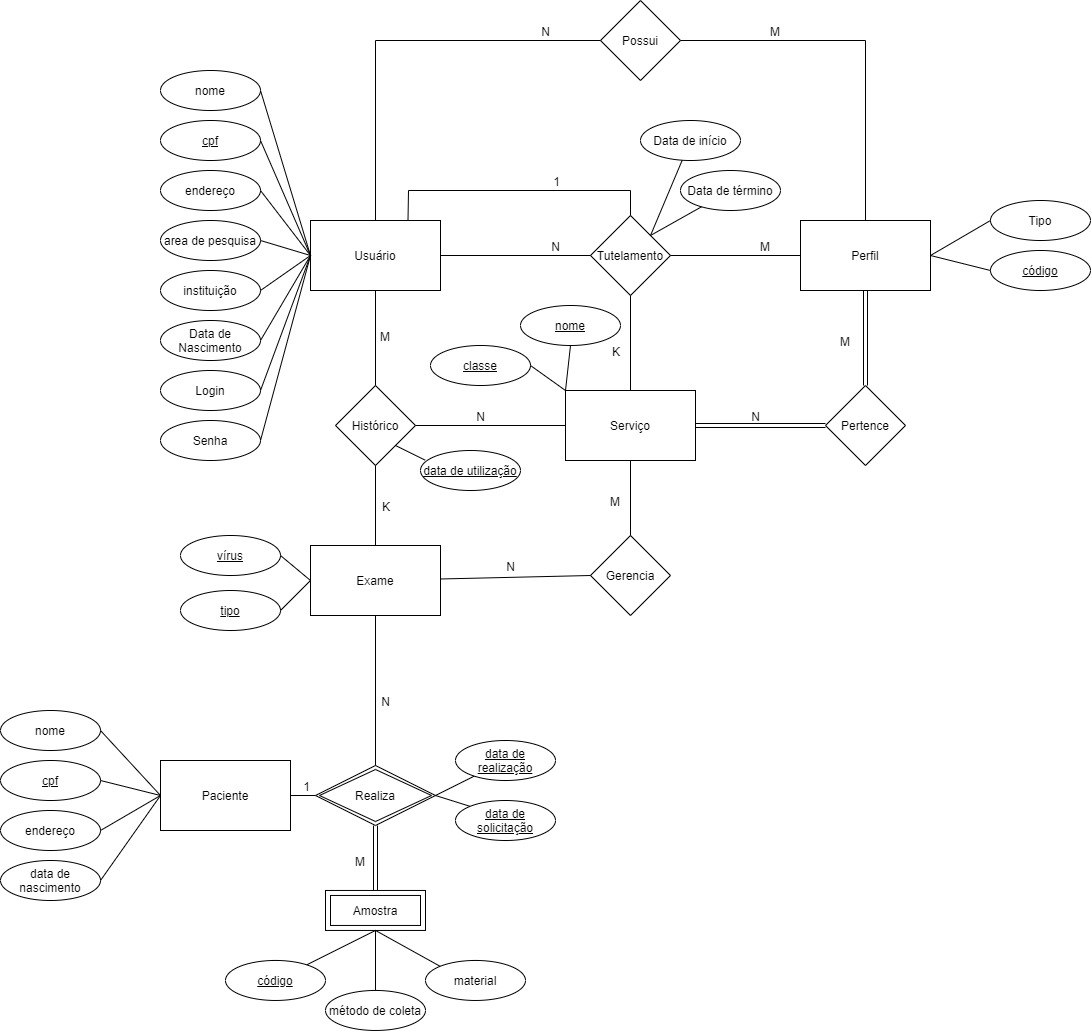 N
Possui
M
nome
cpf
endereço
area de pesquisa
instituição
Data de
Nascimento
Login
Senha
Usuário
1
N
Data de início
Data de término
Tutelamento
M
Perfil
Tipo
código
M
nome
classe
K
M
Histórico
N
data de utilização
Serviço
N
Pertence
K
M
vírus
tipo
Exame
N
Gerencia
N
nome
cpf
endereço
data de
nascimento
Paciente
1
Realiza
data de
realização
data de
solicitação
M
Amostra
código
método de coleta
material